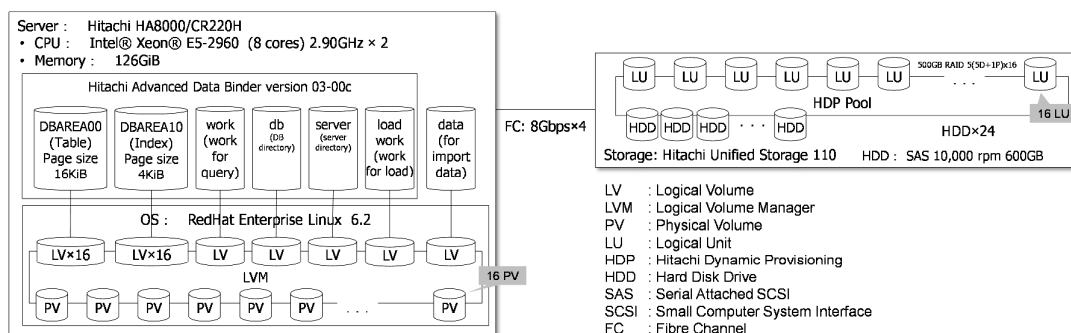 Server : Hitachi HA8000/CR220H
• CPU : Intel® Xeon® E5-2960 (8 cores) 2.90GHz × 2
• Memory : 126GiB
Hitachi Advanced Data Binder version 03-00c
DBAREA00
(Table)
Page size
16KiB
DBAREA10
(Index)
Page size
4KiB
work
(work
for
query)
db
(DB
directory)
server
(server
directory)
load
work
(work
for load)
data
(for
import
data)
OS : RedHat Enterprise Linux 6.2
LV×16
LV×16
LV
LV
LV
LV
LV
LVM
16 PV
PV
PV
PV
PV
PV
PV
. . .
PV
FC: 8Gbps×4
LU
LU
LU
LU
LU
LU
500GB RAID 5(5D+1P)x16
. . .
LU
16 LU
HDP Pool
HDD
HDD
HDD
· · ·
HDD
HDD×24
Storage: Hitachi Unified Storage 110 HDD : SAS 10,000 rpm 600GB
LV : Logical Volume
LVM : Logical Volume Manager
PV : Physical Volume
LU : Logical Unit
HDP : Hitachi Dynamic Provisioning
HDD : Hard Disk Drive
SAS : Serial Attached SCSI
SCSI : Small Computer System Interface
FC : Fibre Channel